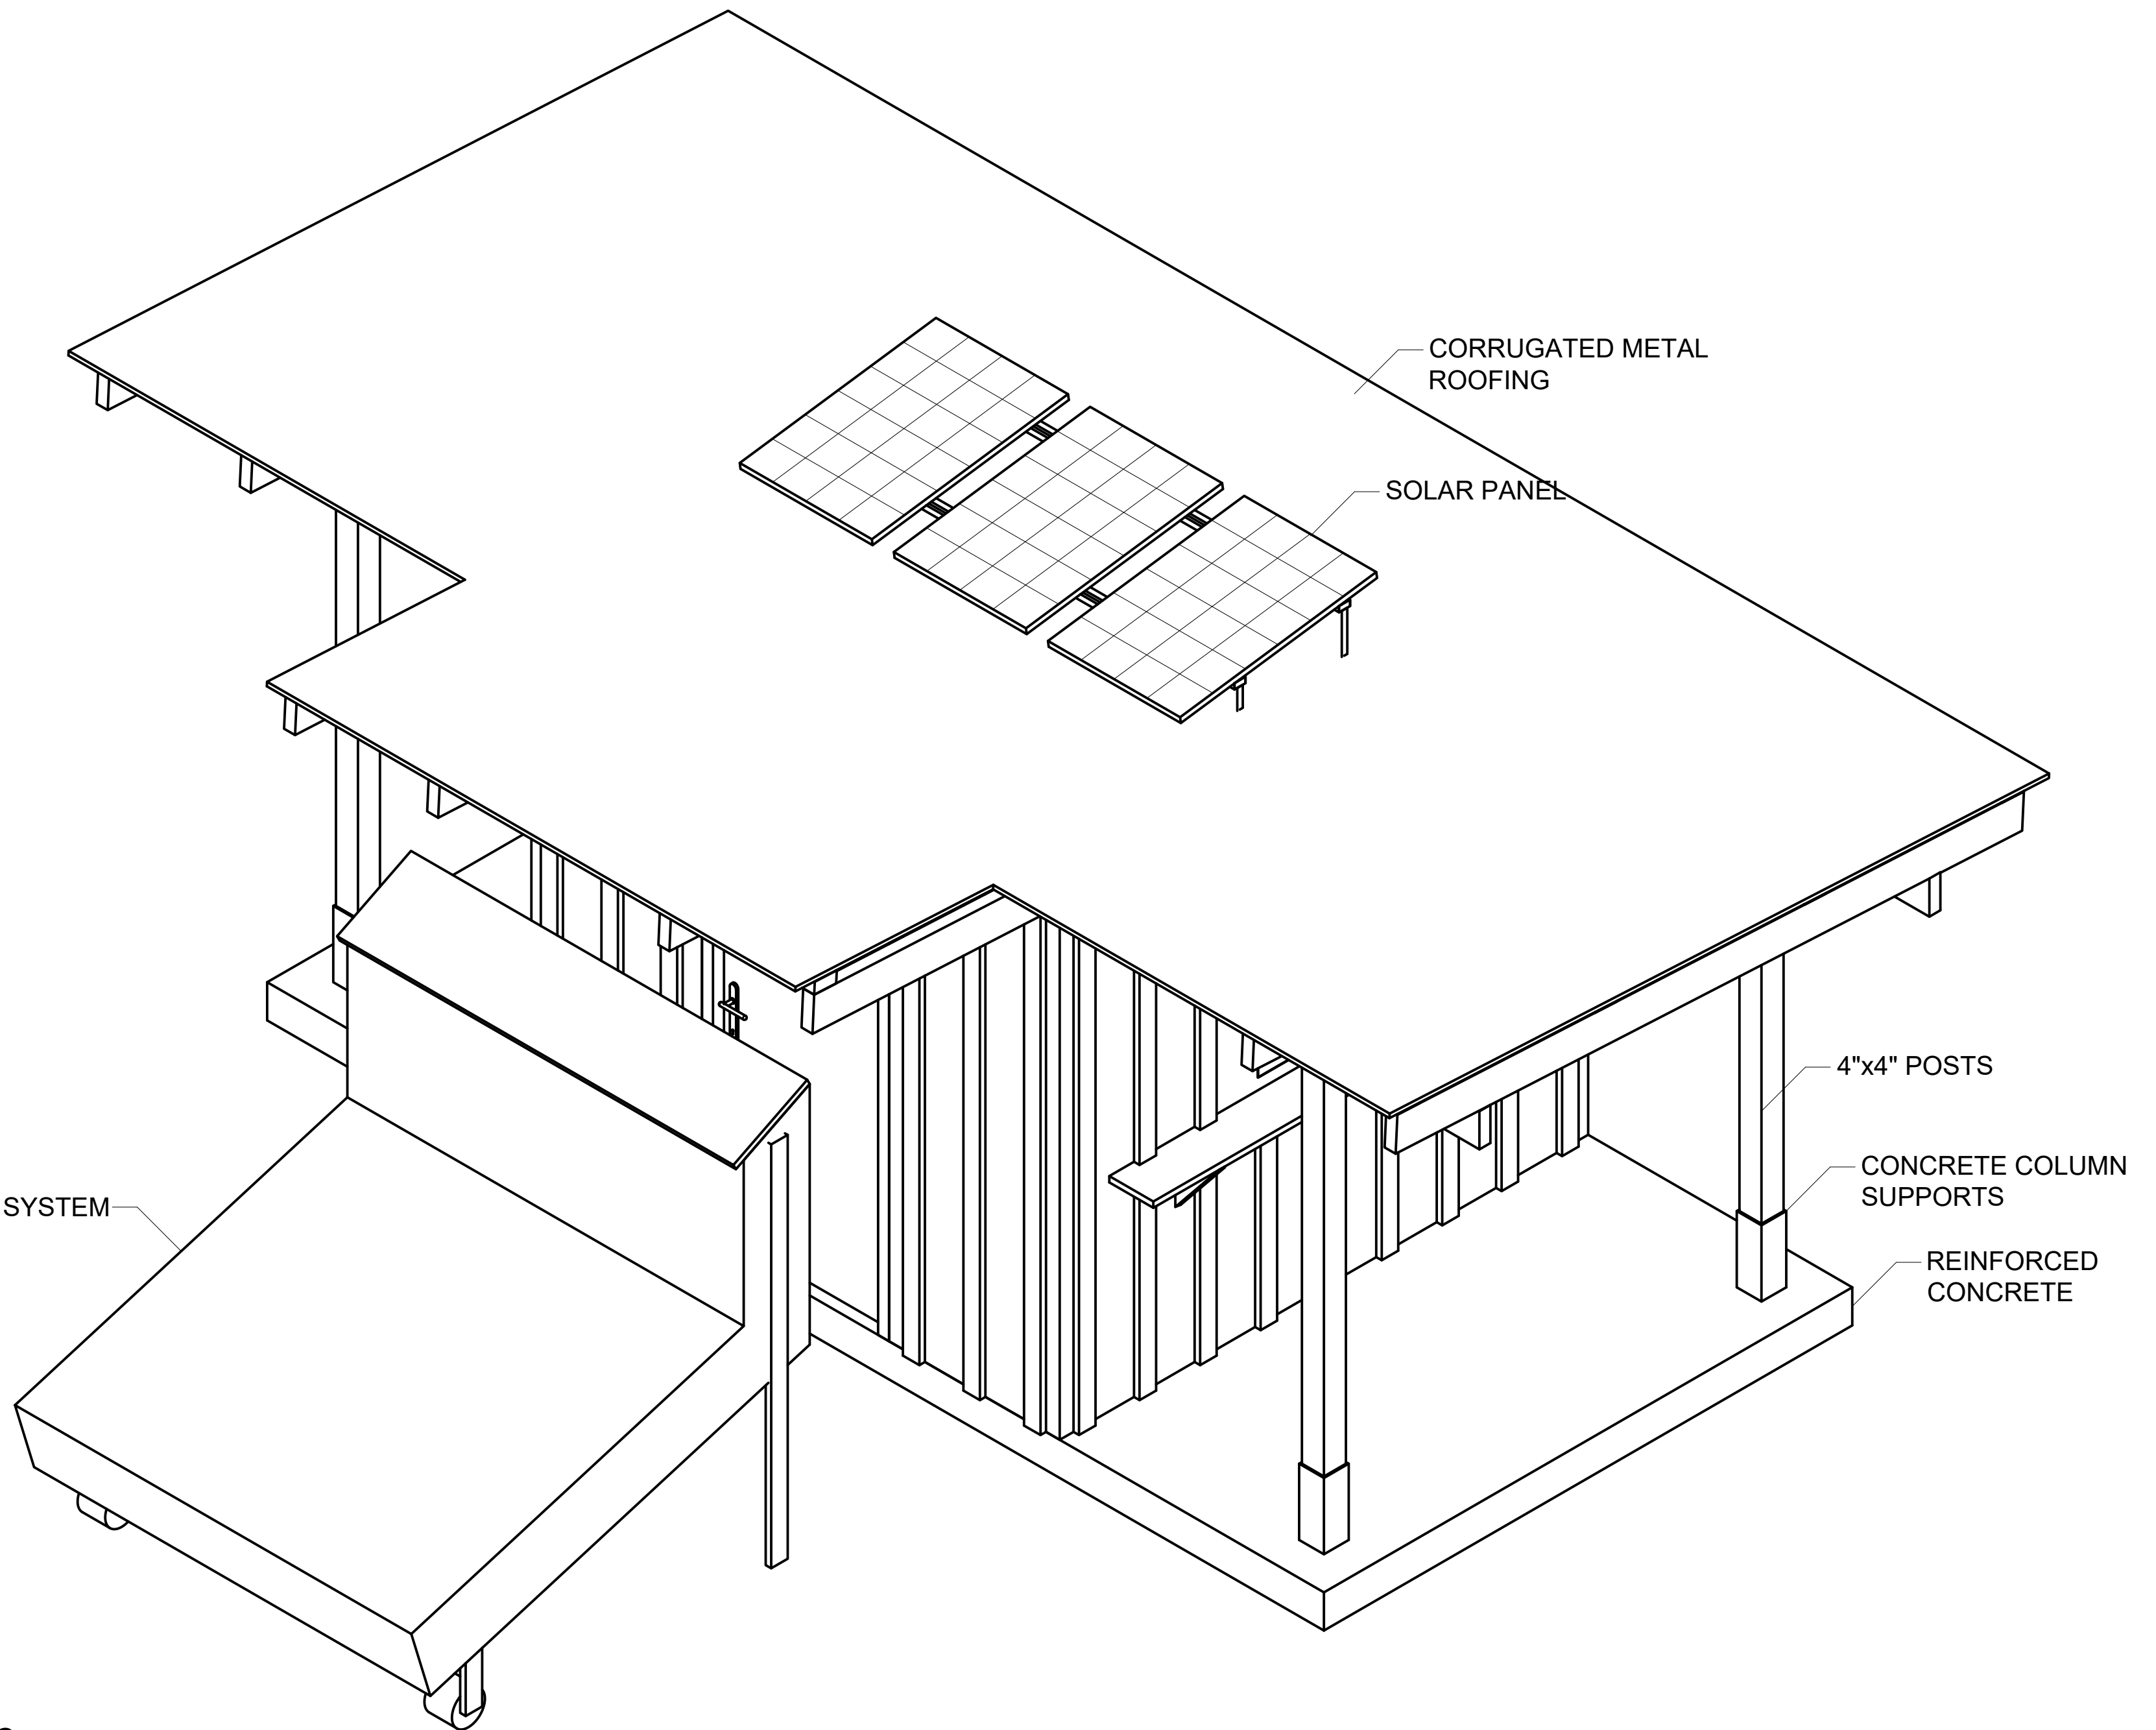 CORRUGATED METAL
ROOFING
SOLAR PANEL
4"x4" POSTS
CONCRETE COLUMN
SUPPORTS
SYSTEM
REINFORCED
CONCRETE